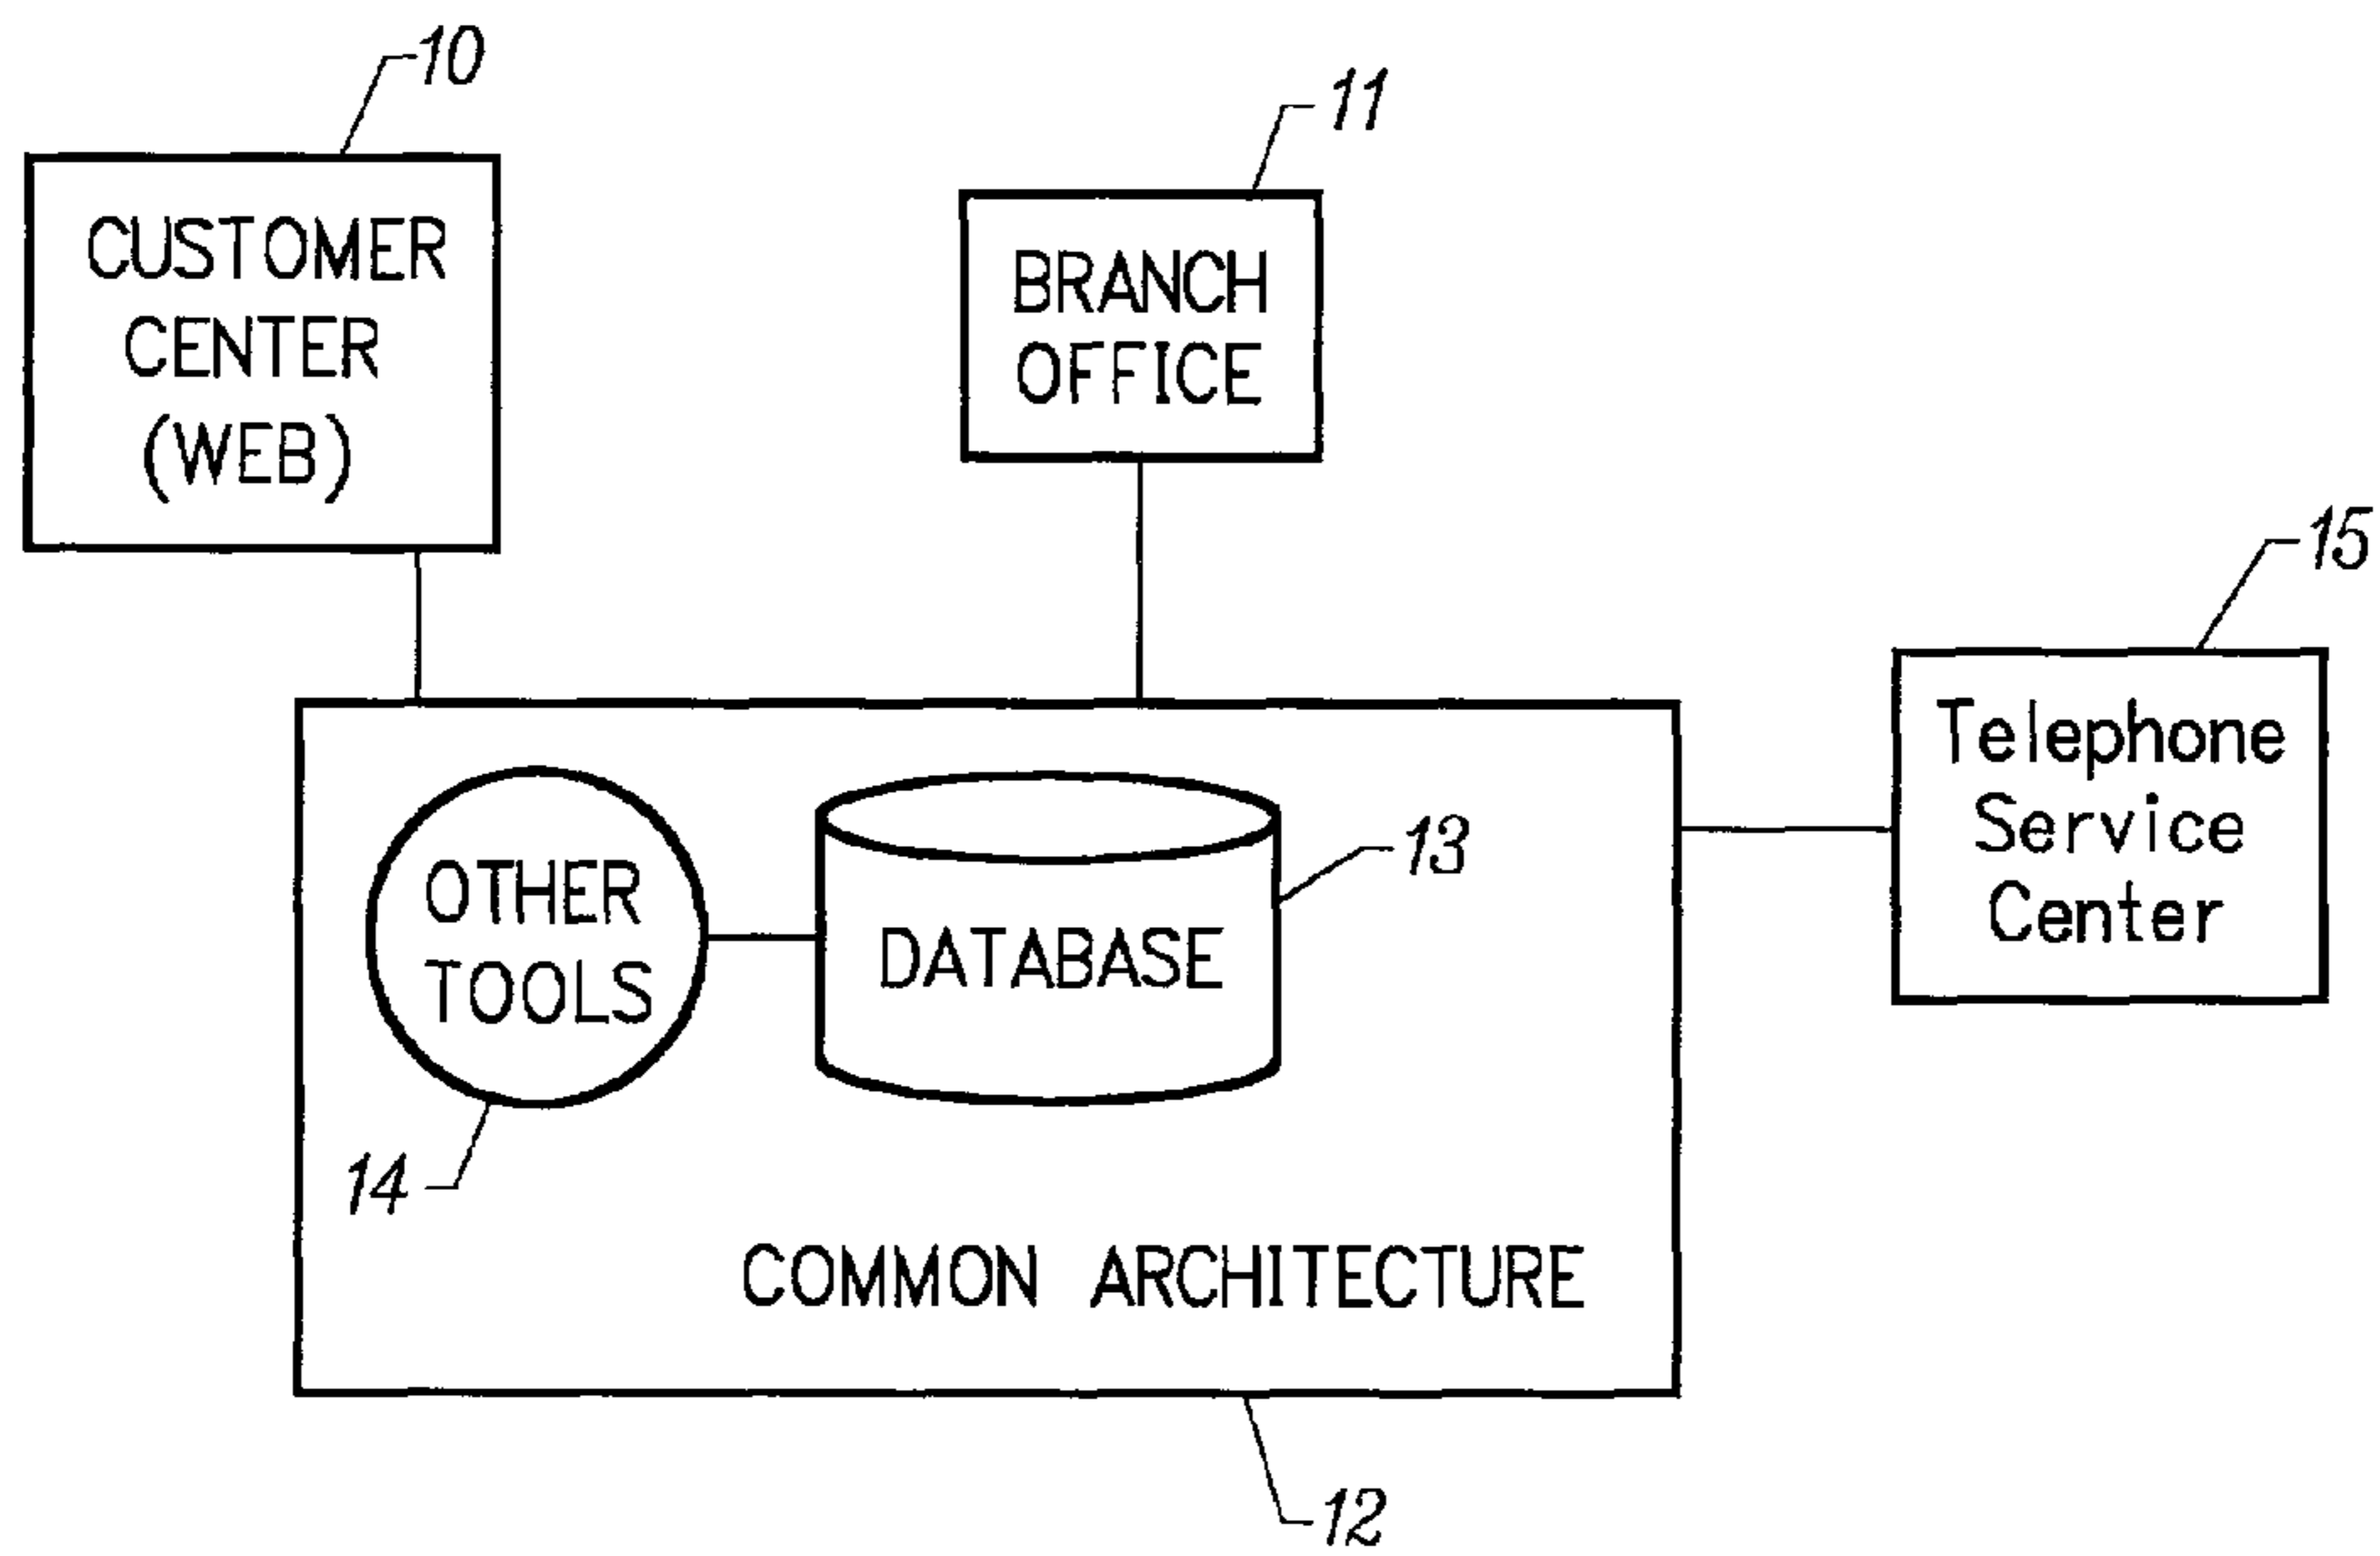 10
CUSTOMER
CENTER
(WEB)
11
BRANCH
OFFICE
15
Telephone
Service
Center
OTHER
TOOLS
14
DATABASE
13
COMMON ARCHITECTURE
12